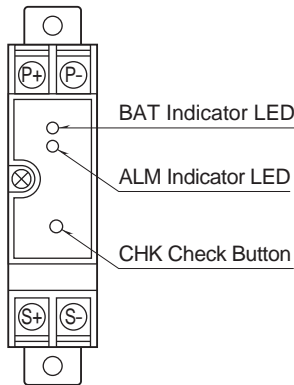 P+ P-
BAT Indicator LED
ALM Indicator LED
CHK Check Button
S+ S-